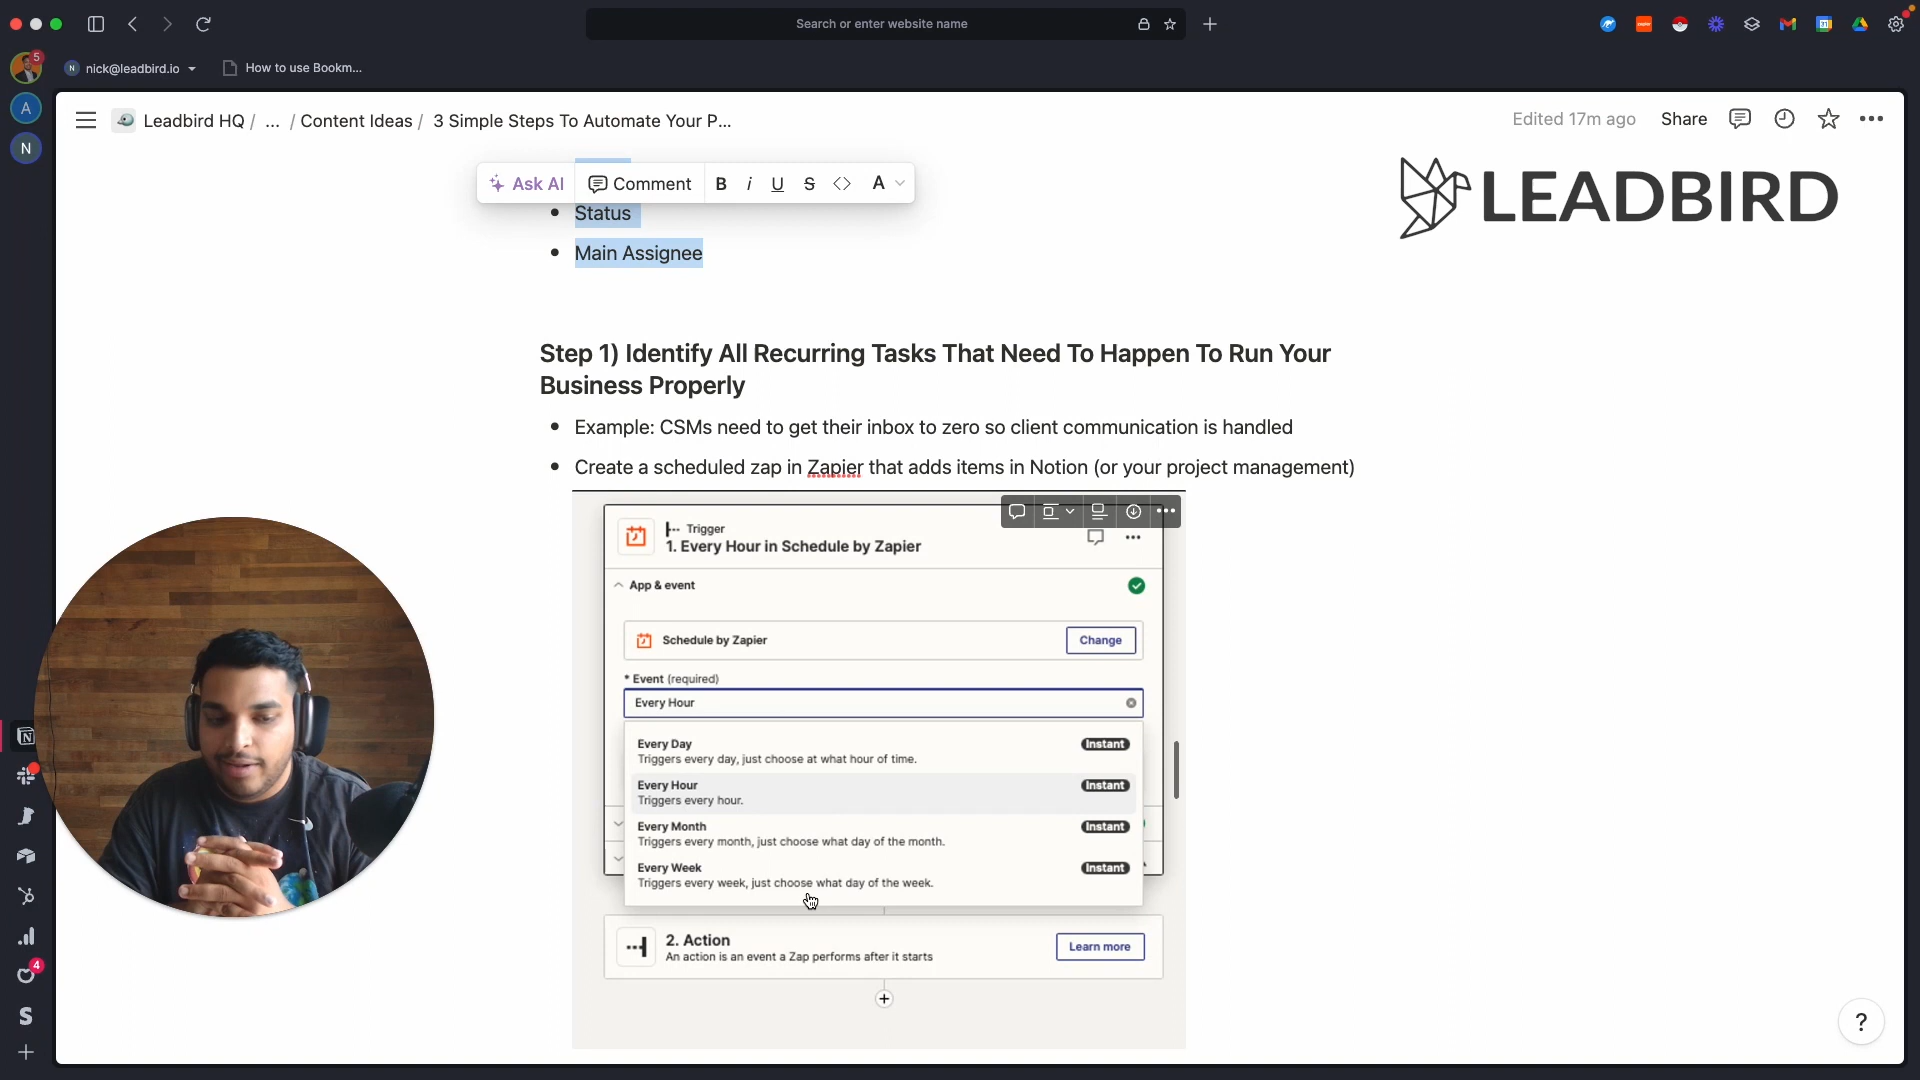 Search or enter website name
5
nick@leadbird.io
How to use Bookm...
A
N
Leadbird HQ / ... / Content Ideas / 3 Simple Steps To Automate Your P...
Edited 17m ago
Share
LEADBIRD
Ask AI
Comment
B i U S <> A
Status
Main Assignee
Step 1) Identify All Recurring Tasks That Need To Happen To Run Your
Business Properly
Example: CSMs need to get their inbox to zero so client communication is handled
Create a scheduled zap in Zapier that adds items in Notion (or your project management)
Trigger
1. Every Hour in Schedule by Zapier
App & event
Schedule by Zapier
Change
* Event (required)
Every Hour
Every Day
Instant
Triggers every day, just choose at what hour of time.
Every Hour
Instant
Triggers every hour.
Every Month
Instant
Triggers every month, just choose what day of the month.
Every Week
Instant
Triggers every week, just choose what day of the week.
2. Action
An action is an event a Zap performs after it starts
Learn more
4
S
?